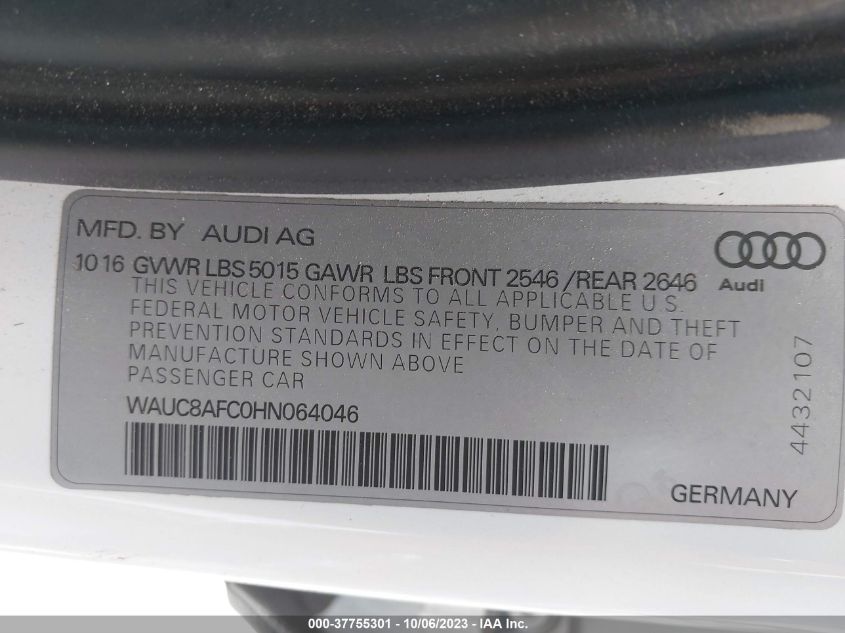 MFD. BY AUDI AG
10 16 GVWR LBS 5015 GAWR LBS FRONT 2546 /REAR 2646
Audi
THIS VEHICLE CONFORMS TO ALL APPLICABLE U.S.
FEDERAL MOTOR VEHICLE SAFETY, BUMPER AND THEFT
PREVENTION STANDARDS IN EFFECT ON THE DATE OF
MANUFACTURE SHOWN ABOVE
PASSENGER CAR
WAUC8AFC0HN064046
4432107
GERMANY
000-37755301 - 10/06/2023 - IAA Inc.